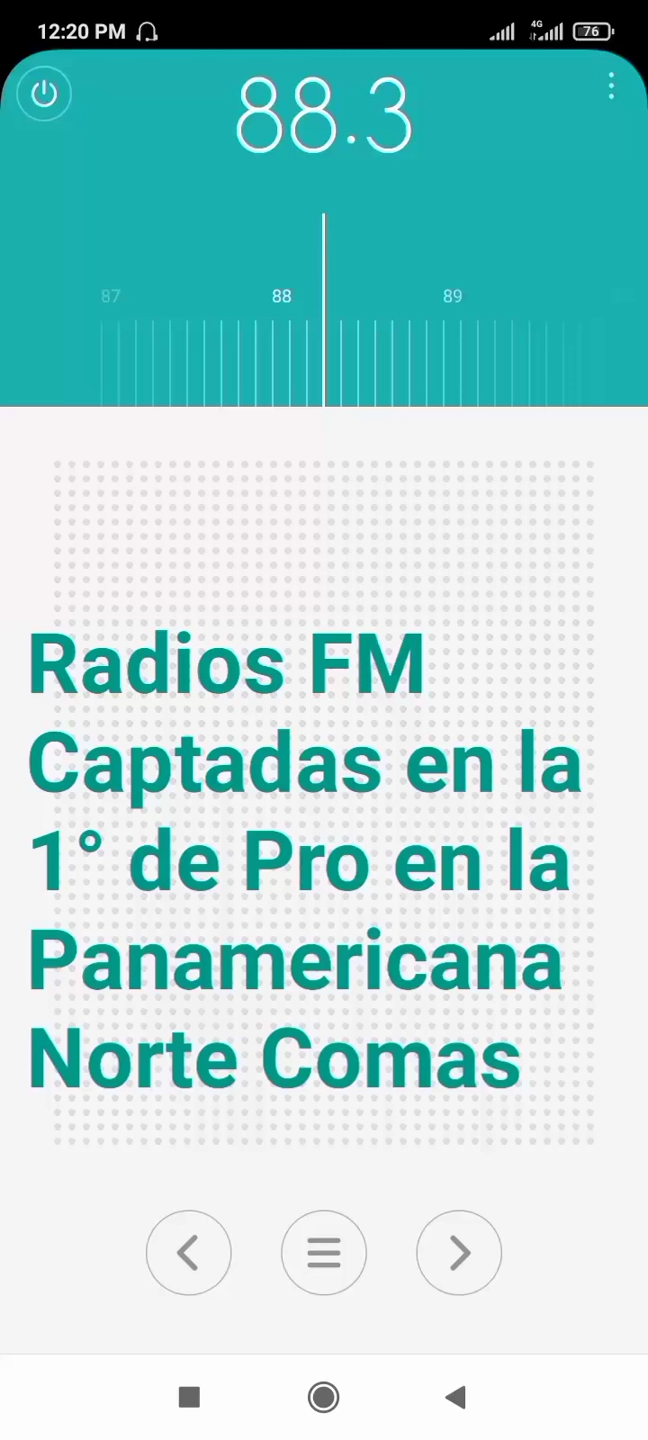 12:20 PM 4G 76
88.3
87 88 89
Radios FM
Captadas en la
1° de Pro en la
Panamericana
Norte Comas